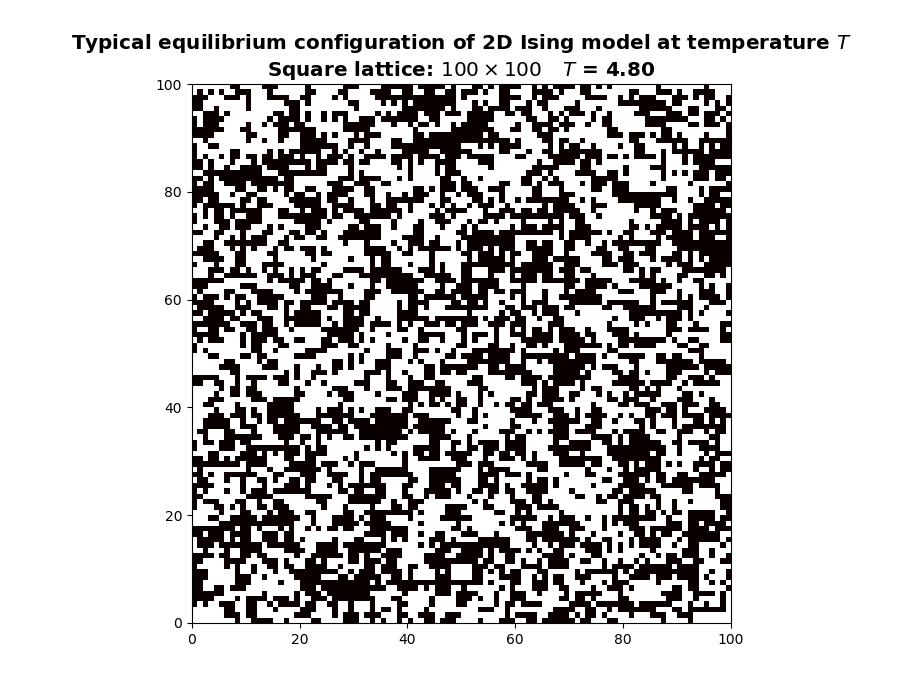 Typical equilibrium configuration of 2D Ising model at temperature T
Square lattice: 100 × 100 T = 4.80
100
80
60
40
20
0
0 20 40 60 80 100